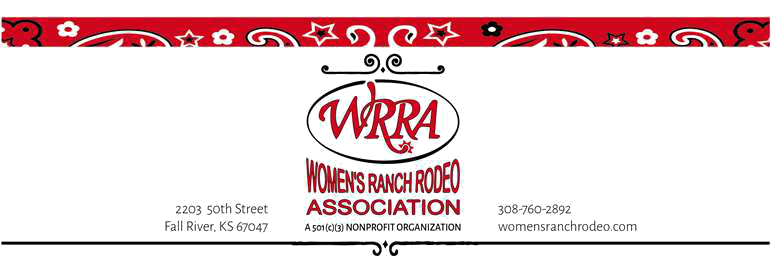 WRRA
WOMEN'S RANCH RODEO
ASSOCIATION
A 501(c)(3) NONPROFIT ORGANIZATION
2203 50th Street
Fall River, KS 67047
308-760-2892
womensranchrodeo.com